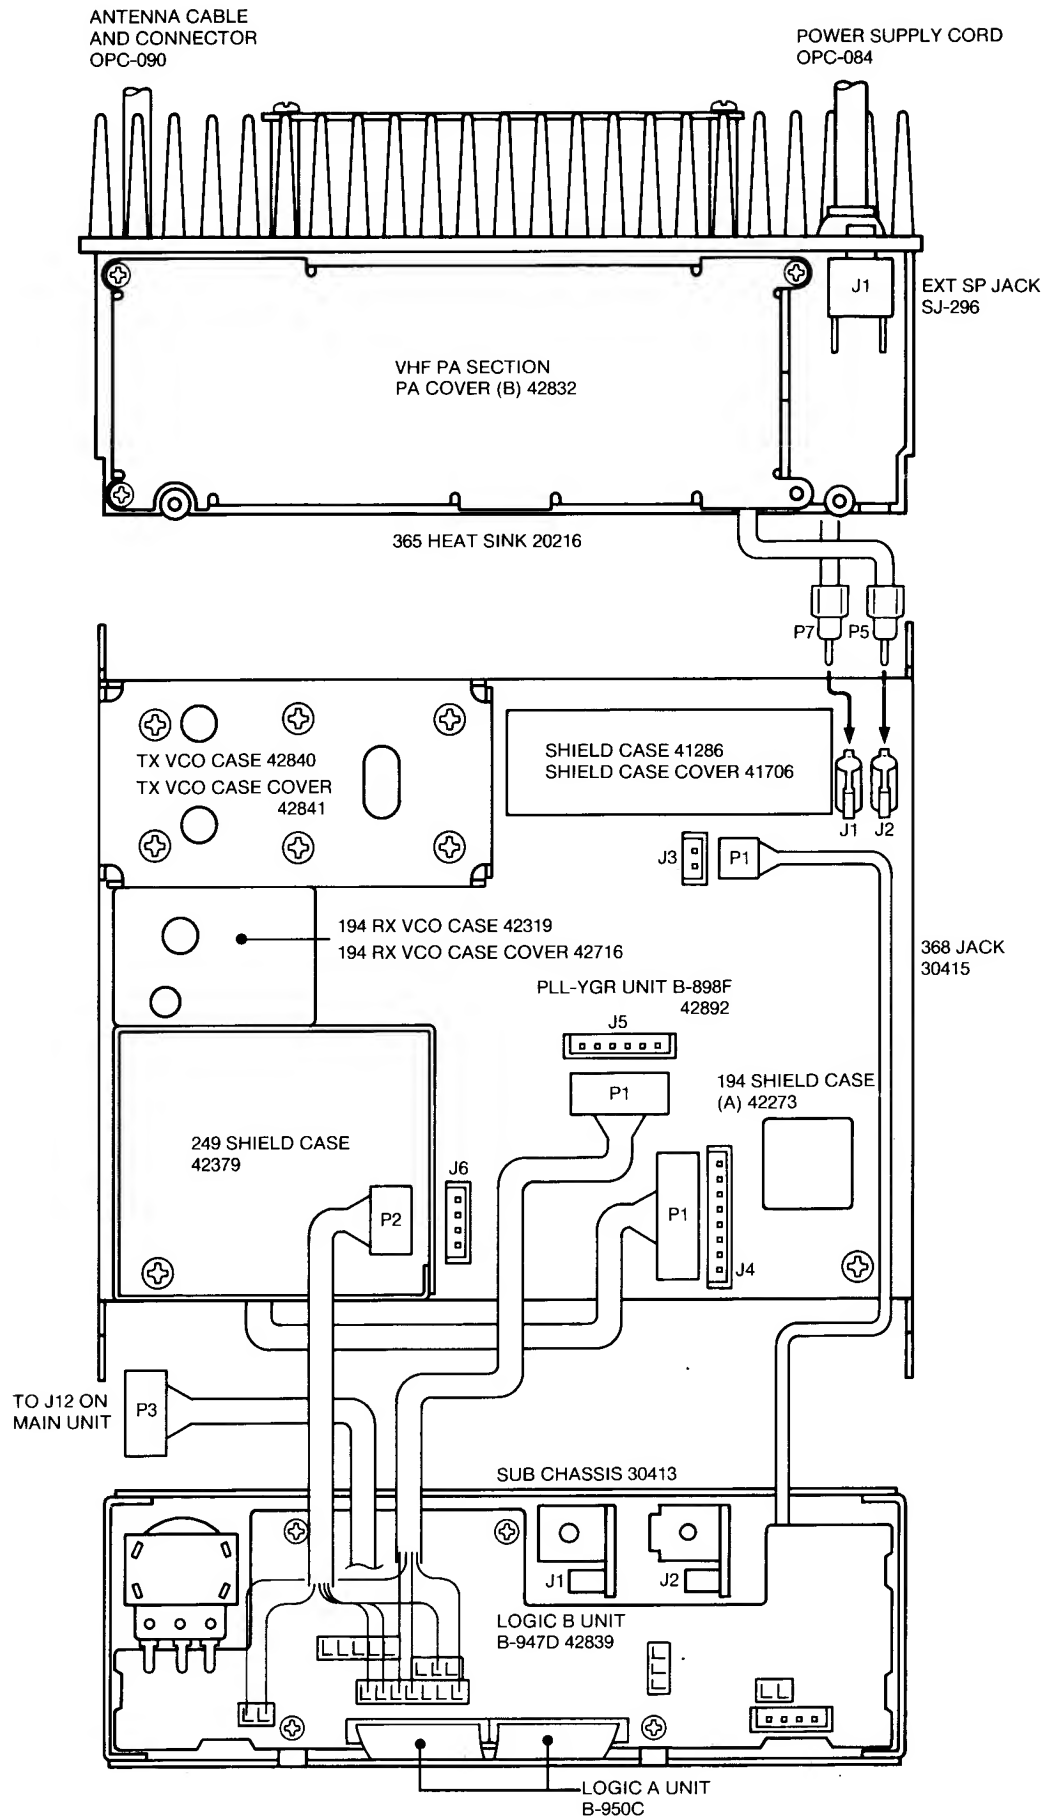 ANTENNA CABLE
AND CONNECTOR
OPC-090
POWER SUPPLY CORD
OPC-084
J1
EXT SP JACK
SJ-296
VHF PA SECTION
PA COVER (B) 42832
365 HEAT SINK 20216
P7
P5
TX VCO CASE 42840
TX VCO CASE COVER
42841
SHIELD CASE 41286
SHIELD CASE COVER 41706
J1
J2
J3
P1
194 RX VCO CASE 42319
194 RX VCO CASE COVER 42716
368 JACK
30415
PLL-YGR UNIT B-898F
42892
J5
P1
194 SHIELD CASE
(A) 42273
249 SHIELD CASE
42379
J6
P2
P1
J4
TO J12 ON
MAIN UNIT
P3
SUB CHASSIS 30413
J1
J2
LOGIC B UNIT
B-947D 42839
LOGIC A UNIT
B-950C